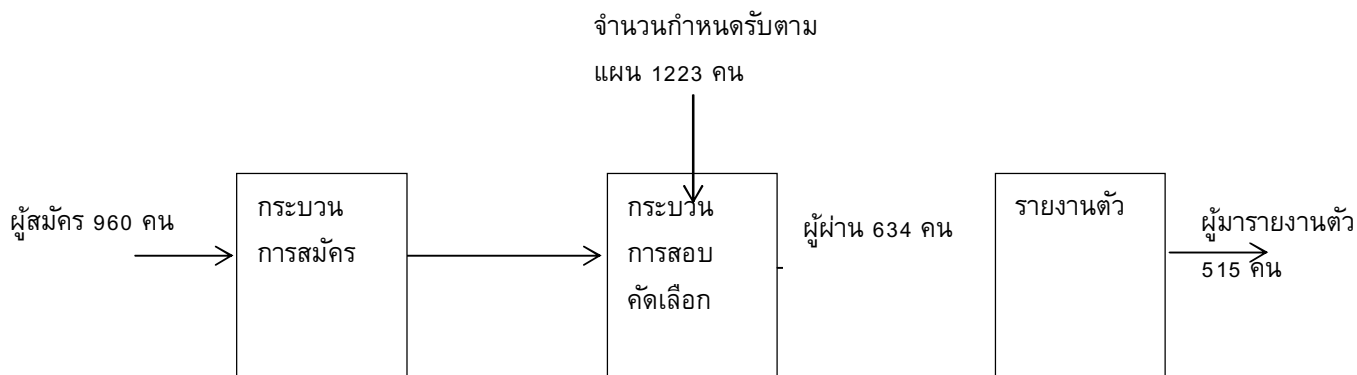 จำนวนกำหนดรับตาม
แผน 1223 คน
ผู้สมัคร 960 คน
กระบวน
การสมัคร
กระบวน
การสอบ
คัดเลือก
ผู้ผ่าน 634 คน
รายงานตัว
ผู้มารายงานตัว
515 คน